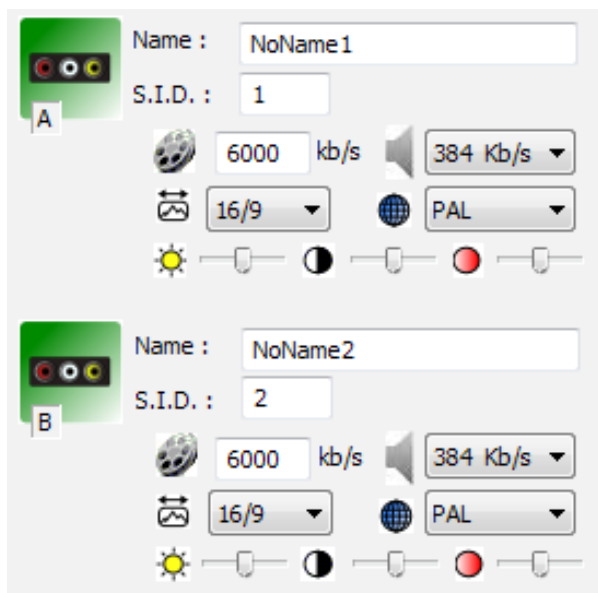 Name : NoName1
S.I.D. : 1
A
6000 kb/s 384 Kb/s
16/9 PAL
Name : NoName2
S.I.D. : 2
B
6000 kb/s 384 Kb/s
16/9 PAL